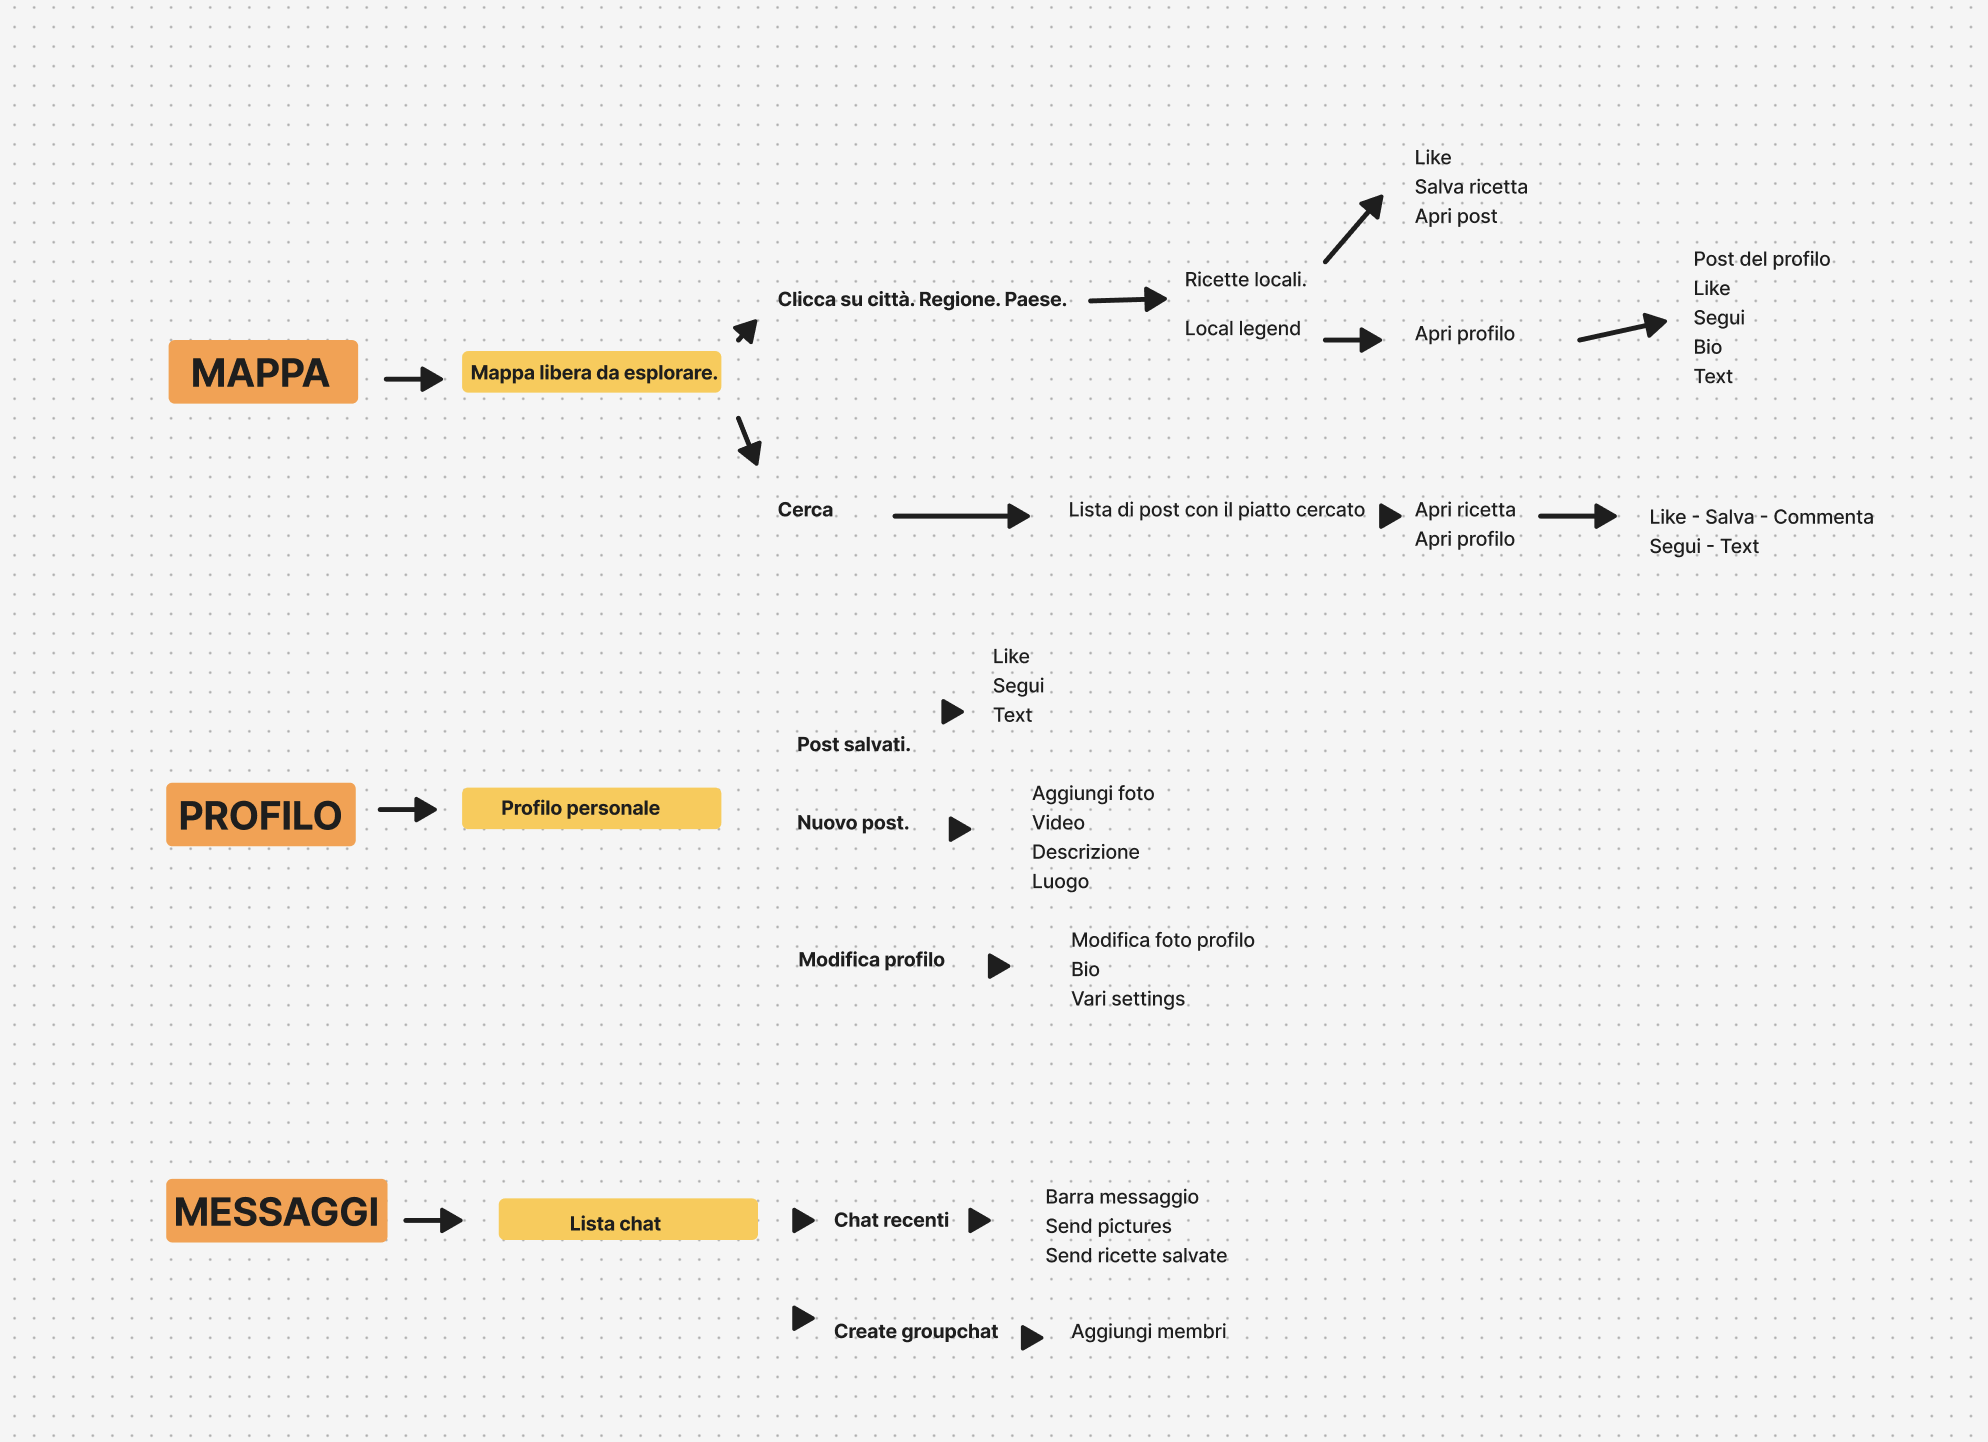 MAPPA
Mappa libera da esplorare.
Clicca su città. Regione. Paese.
Ricette locali.
Local legend
Like
Salva ricetta
Apri post
Apri profilo
Post del profilo
Like
Segui
Bio
Text
Cerca
Lista di post con il piatto cercato
Apri ricetta
Apri profilo
Like - Salva - Commenta
Segui - Text
PROFILO
Profilo personale
Post salvati.
Like
Segui
Text
Nuovo post.
Aggiungi foto
Video
Descrizione
Luogo
Modifica profilo
Modifica foto profilo
Bio
Vari settings
MESSAGGI
Lista chat
Chat recenti
Barra messaggio
Send pictures
Send ricette salvate
Create groupchat
Aggiungi membri